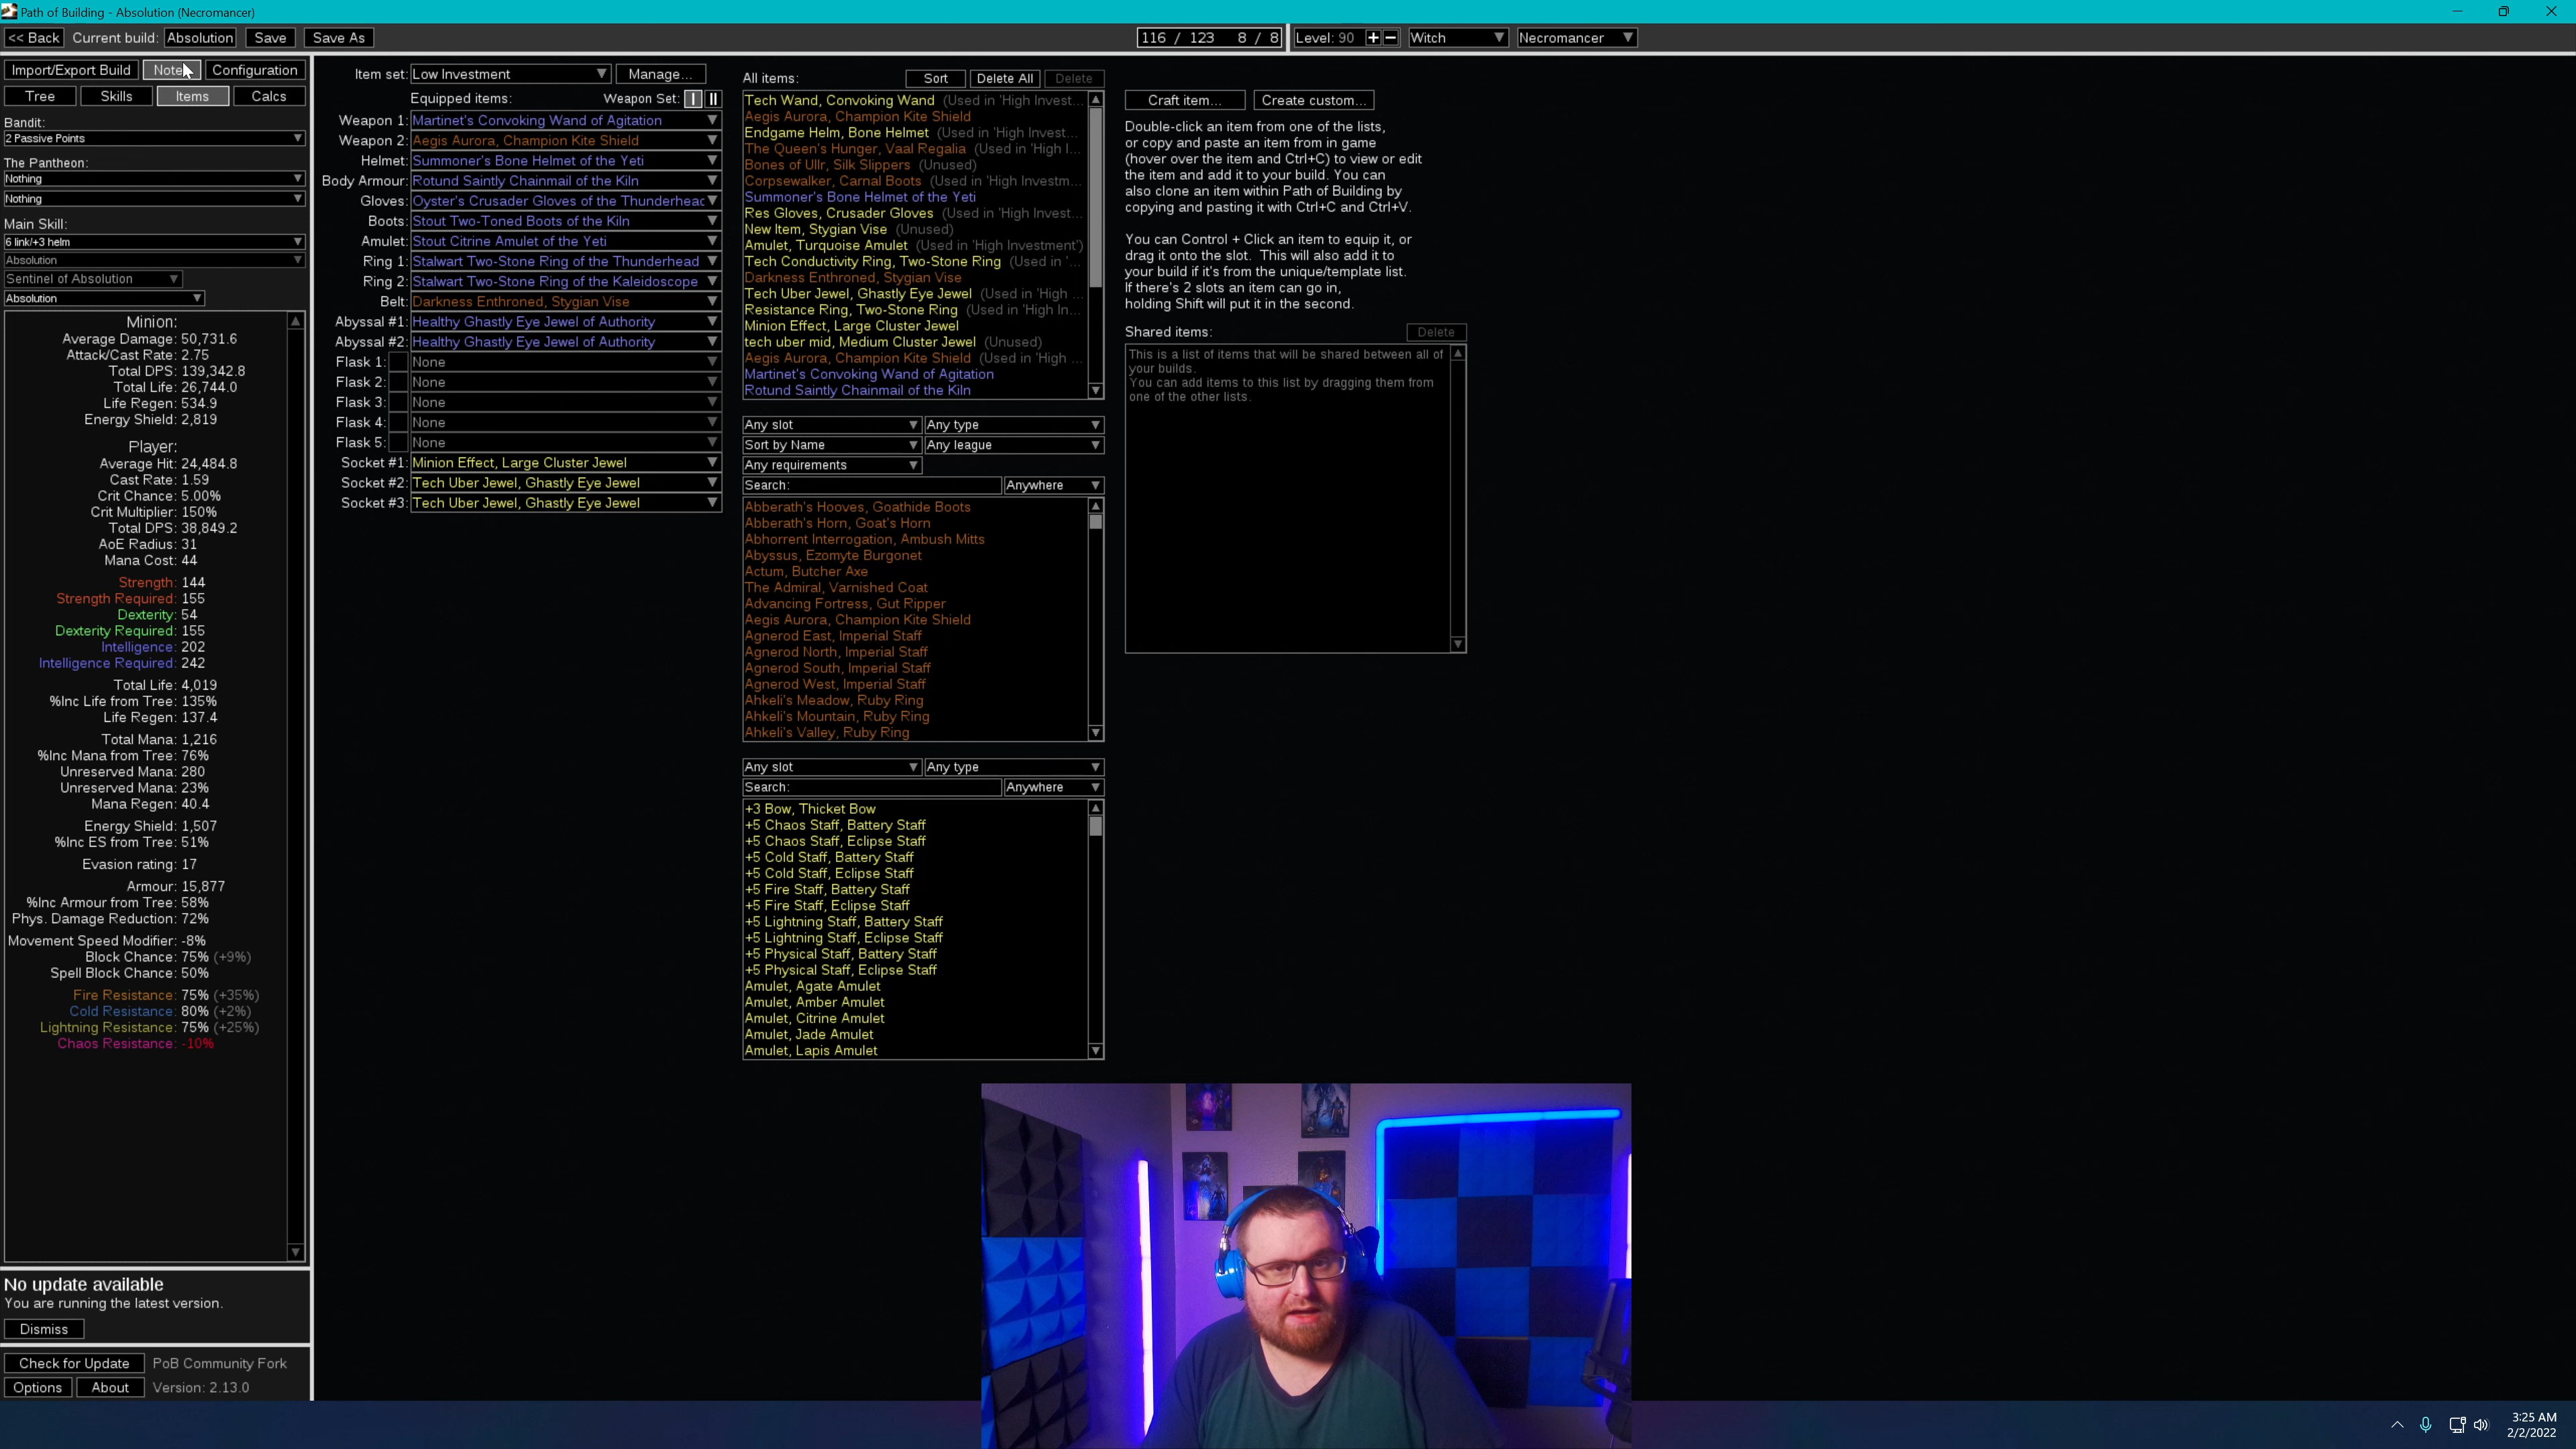 Path of Building - Absolution (Necromancer)
<< Back Current build: Absolution Save Save As 116 / 123 8 / 8 Level: 90 + - Witch Necromancer
Import/Export Build Notes Configuration
Tree Skills Items Calcs
Bandit:
2 Passive Points
The Pantheon:
Nothing
Nothing
Main Skill:
6 link/+3 helm
Absolution
Sentinel of Absolution
Absolution
Minion:
Average Damage: 50,731.6
Attack/Cast Rate: 2.75
Total DPS: 139,342.8
Total Life: 26,744.0
Life Regen: 534.9
Energy Shield: 2,819
Player:
Average Hit: 24,484.8
Cast Rate: 1.59
Crit Chance: 5.00%
Crit Multiplier: 150%
Total DPS: 38,849.2
AoE Radius: 31
Mana Cost: 44
Strength: 144
Strength Required: 155
Dexterity: 54
Dexterity Required: 155
Intelligence: 202
Intelligence Required: 242
Total Life: 4,019
%Inc Life from Tree: 135%
Life Regen: 137.4
Total Mana: 1,216
%Inc Mana from Tree: 76%
Unreserved Mana: 280
Unreserved Mana: 23%
Mana Regen: 40.4
Energy Shield: 1,507
%Inc ES from Tree: 51%
Evasion rating: 17
Armour: 15,877
%Inc Armour from Tree: 58%
Phys. Damage Reduction: 72%
Movement Speed Modifier: -8%
Block Chance: 75% (+9%)
Spell Block Chance: 50%
Fire Resistance: 75% (+35%)
Cold Resistance: 80% (+2%)
Lightning Resistance: 75% (+25%)
Chaos Resistance: -10%
No update available
You are running the latest version.
Dismiss
Check for Update PoB Community Fork
Options About Version: 2.13.0
Item set: Low Investment Manage...
Equipped items: Weapon Set: I II
Weapon 1: Martinet's Convoking Wand of Agitation
Weapon 2: Aegis Aurora, Champion Kite Shield
Helmet: Summoner's Bone Helmet of the Yeti
Body Armour: Rotund Saintly Chainmail of the Kiln
Gloves: Oyster's Crusader Gloves of the Thunderheac
Boots: Stout Two-Toned Boots of the Kiln
Amulet: Stout Citrine Amulet of the Yeti
Ring 1: Stalwart Two-Stone Ring of the Thunderhead
Ring 2: Stalwart Two-Stone Ring of the Kaleidoscope
Belt: Darkness Enthroned, Stygian Vise
Abyssal #1: Healthy Ghastly Eye Jewel of Authority
Abyssal #2: Healthy Ghastly Eye Jewel of Authority
Flask 1: None
Flask 2: None
Flask 3: None
Flask 4: None
Flask 5: None
Socket #1: Minion Effect, Large Cluster Jewel
Socket #2: Tech Uber Jewel, Ghastly Eye Jewel
Socket #3: Tech Uber Jewel, Ghastly Eye Jewel
All items: Sort Delete All Delete
Tech Wand, Convoking Wand (Used in 'High Invest...
Aegis Aurora, Champion Kite Shield
Endgame Helm, Bone Helmet (Used in 'High Invest...
The Queen's Hunger, Vaal Regalia (Used in 'High I...
Bones of Ullr, Silk Slippers (Unused)
Corpsewalker, Carnal Boots (Used in 'High Investm...
Summoner's Bone Helmet of the Yeti
Res Gloves, Crusader Gloves (Used in 'High Invest...
New Item, Stygian Vise (Unused)
Amulet, Turquoise Amulet (Used in 'High Investment')
Tech Conductivity Ring, Two-Stone Ring (Used in '...
Darkness Enthroned, Stygian Vise
Tech Uber Jewel, Ghastly Eye Jewel (Used in 'High ...
Resistance Ring, Two-Stone Ring (Used in 'High In...
Minion Effect, Large Cluster Jewel
tech uber mid, Medium Cluster Jewel (Unused)
Aegis Aurora, Champion Kite Shield (Used in 'High ...
Martinet's Convoking Wand of Agitation
Rotund Saintly Chainmail of the Kiln
Any slot Any type
Sort by Name Any league
Any requirements
Search: Anywhere
Abberath's Hooves, Goathide Boots
Abberath's Horn, Goat's Horn
Abhorrent Interrogation, Ambush Mitts
Abyssus, Ezomyte Burgonet
Actum, Butcher Axe
The Admiral, Varnished Coat
Advancing Fortress, Gut Ripper
Aegis Aurora, Champion Kite Shield
Agnerod East, Imperial Staff
Agnerod North, Imperial Staff
Agnerod South, Imperial Staff
Agnerod West, Imperial Staff
Ahkeli's Meadow, Ruby Ring
Ahkeli's Mountain, Ruby Ring
Ahkeli's Valley, Ruby Ring
Any slot Any type
Search: Anywhere
+3 Bow, Thicket Bow
+5 Chaos Staff, Battery Staff
+5 Chaos Staff, Eclipse Staff
+5 Cold Staff, Battery Staff
+5 Cold Staff, Eclipse Staff
+5 Fire Staff, Battery Staff
+5 Fire Staff, Eclipse Staff
+5 Lightning Staff, Battery Staff
+5 Lightning Staff, Eclipse Staff
+5 Physical Staff, Battery Staff
+5 Physical Staff, Eclipse Staff
Amulet, Agate Amulet
Amulet, Amber Amulet
Amulet, Citrine Amulet
Amulet, Jade Amulet
Amulet, Lapis Amulet
Craft item... Create custom...
Double-click an item from one of the lists,
or copy and paste an item from in game
(hover over the item and Ctrl+C) to view or edit
the item and add it to your build. You can
also clone an item within Path of Building by
copying and pasting it with Ctrl+C and Ctrl+V.
You can Control + Click an item to equip it, or
drag it onto the slot. This will also add it to
your build if it's from the unique/template list.
If there's 2 slots an item can go in,
holding Shift will put it in the second.
Shared items: Delete
This is a list of items that will be shared between all of
your builds.
You can add items to this list by dragging them from
one of the other lists.
3:25 AM
2/2/2022